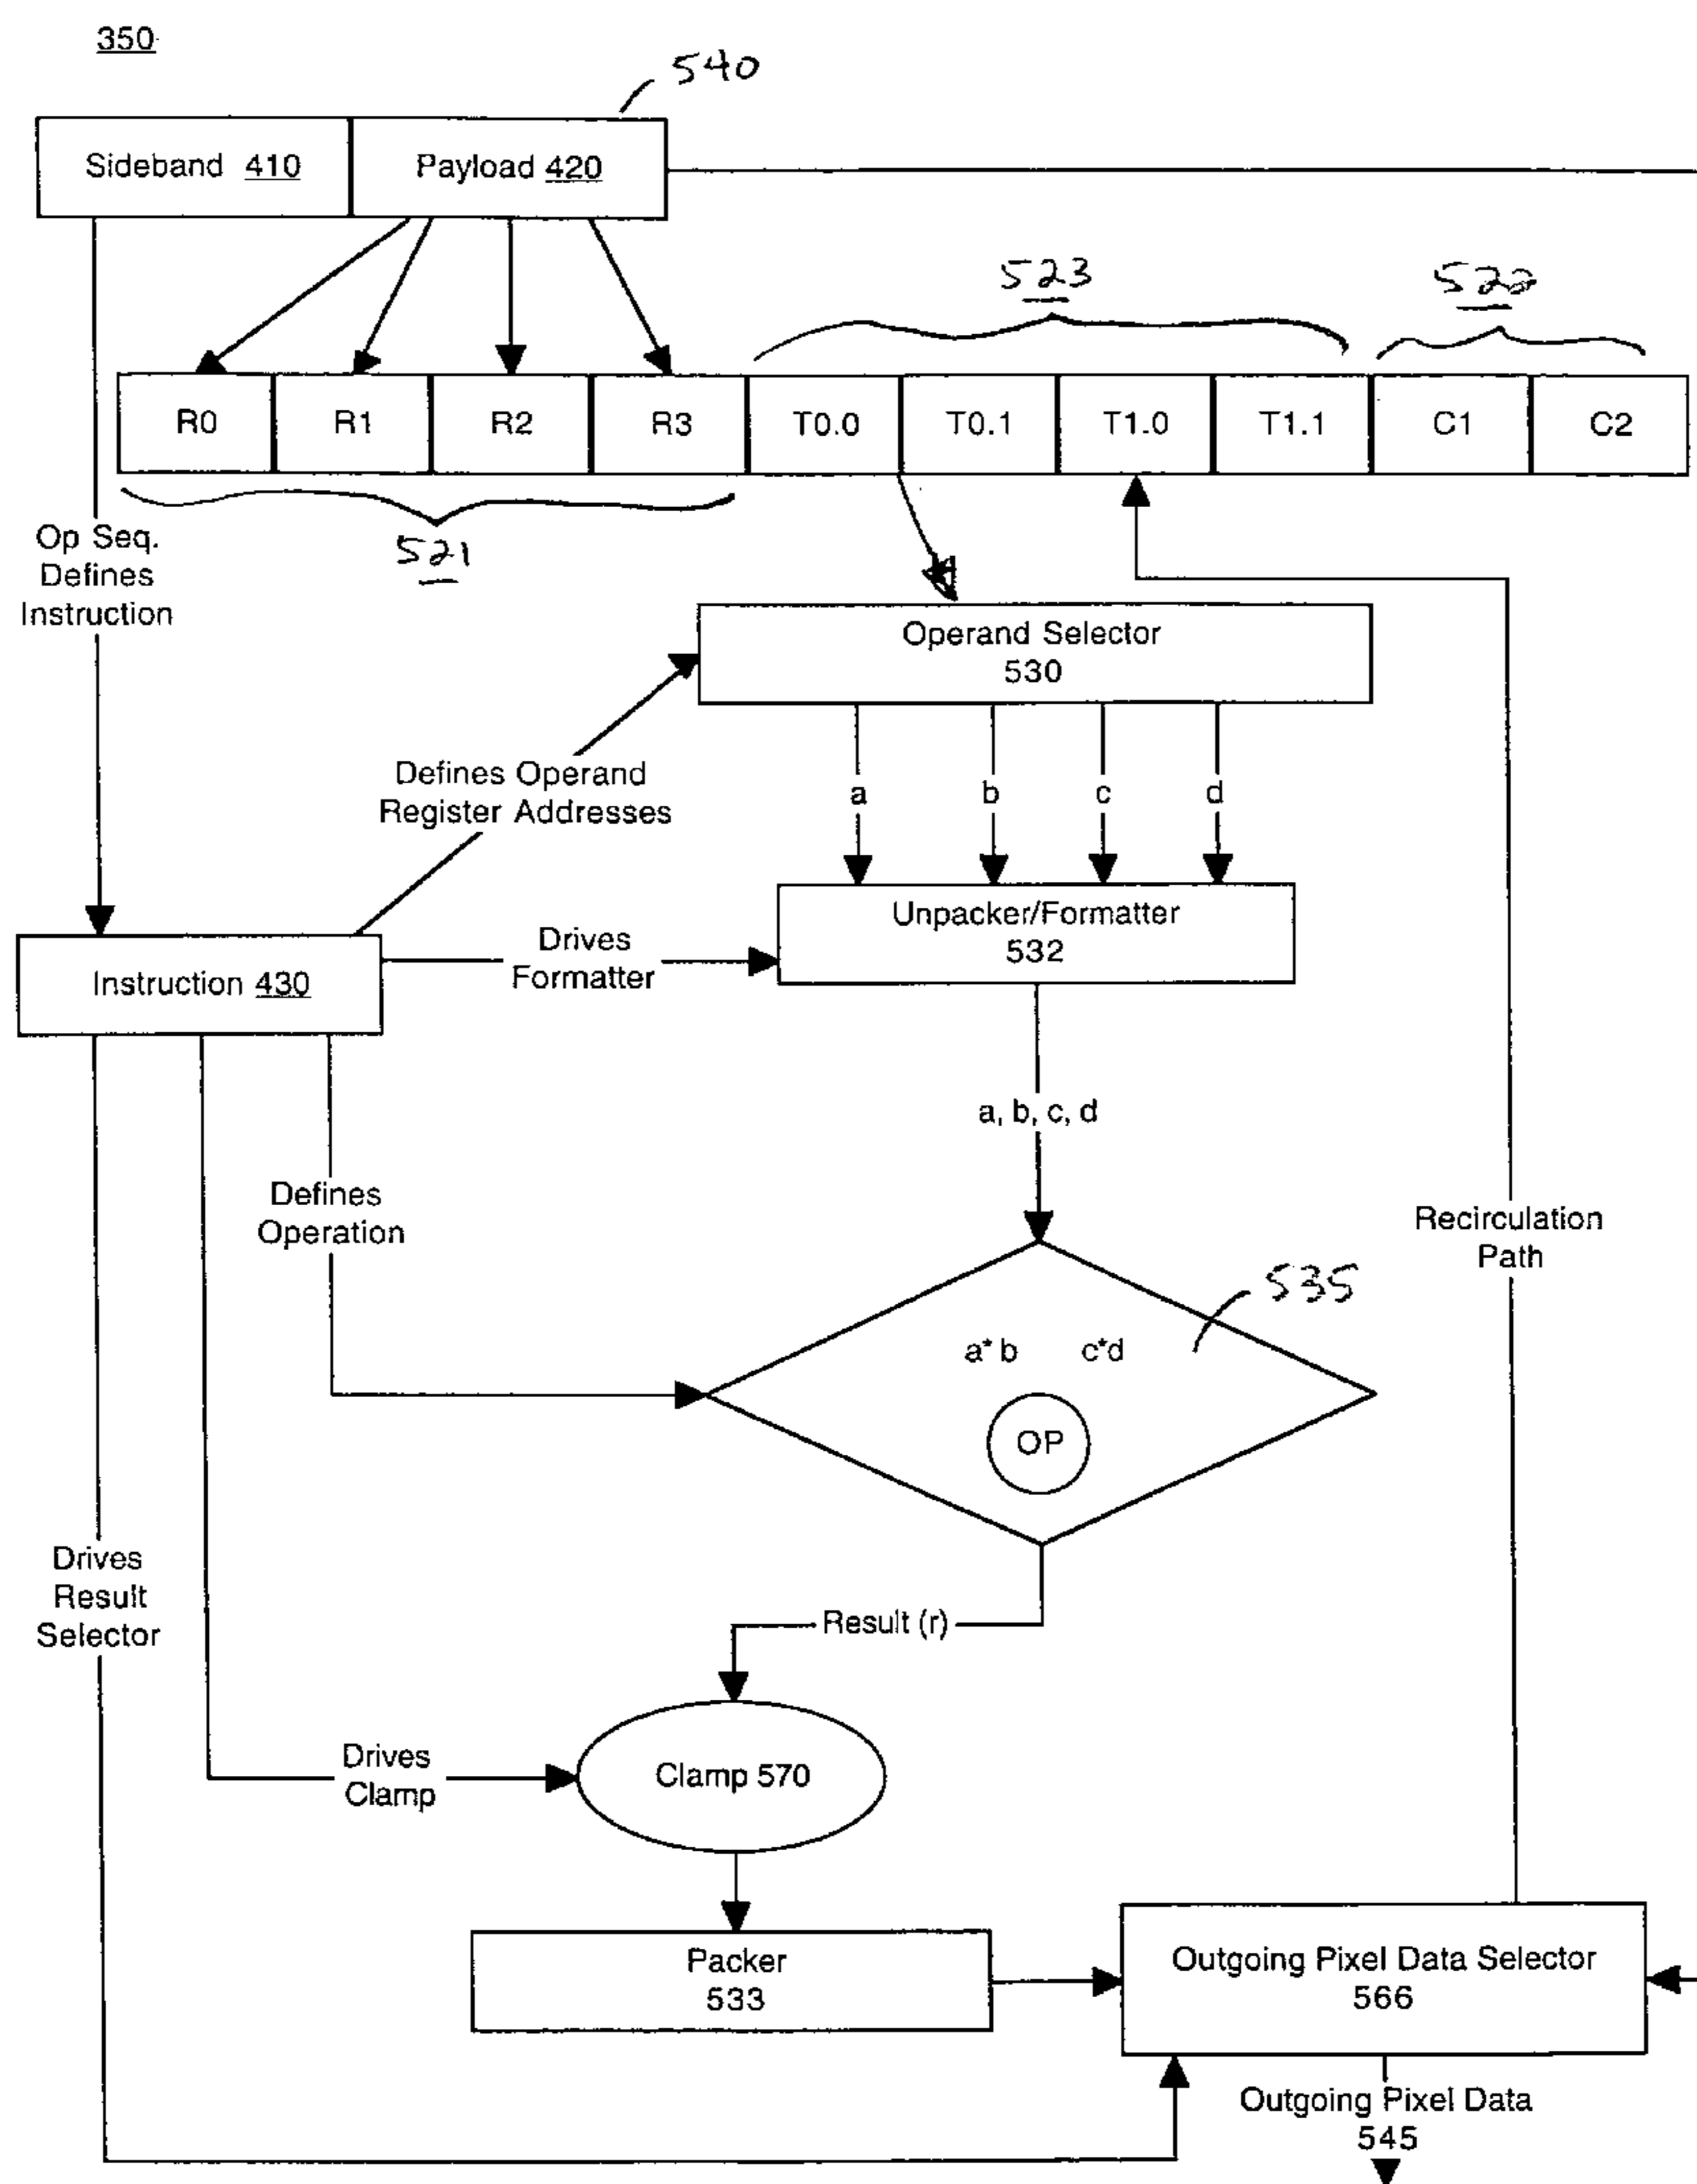 350
540
Sideband 410
Payload 420
523
522
R0 R1 R2 R3 T0.0 T0.1 T1.0 T1.1 C1 C2
521
Op Seq.
Defines
Instruction
Operand Selector
530
Defines Operand
Register Addresses
a b c d
Unpacker/Formatter
532
Drives
Formatter
Instruction 430
a, b, c, d
Defines
Operation
Recirculation
Path
535
a* b c*d
OP
Drives
Result
Selector
Result (r)
Drives
Clamp
Clamp 570
Packer
533
Outgoing Pixel Data Selector
566
Outgoing Pixel Data
545